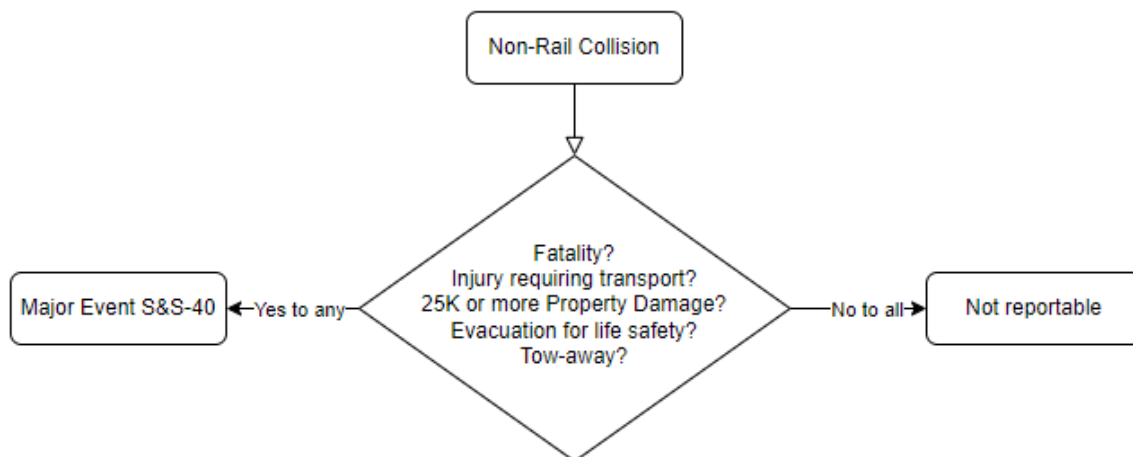 Non-Rail Collision
Fatality?
Injury requiring transport?
25K or more Property Damage?
Evacuation for life safety?
Tow-away?
Major Event S&S-40
Yes to any
No to all
Not reportable